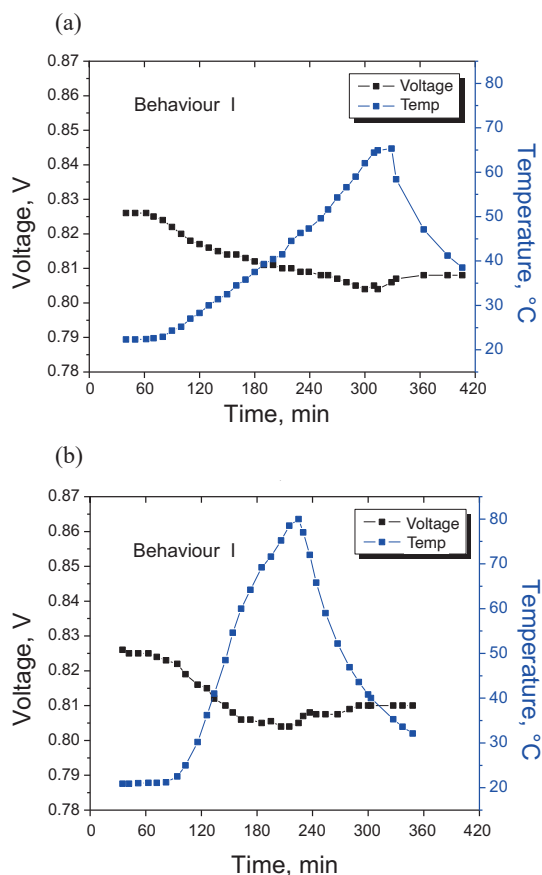 (a)
0.87
0.86
0.85
0.84
0.83
0.82
0.81
0.80
0.79
0.78
Voltage, V
Behaviour I
Voltage
Temp
80
70
60
50
40
30
20
Temperature, °C
0 60 120 180 240 300 360 420
Time, min
(b)
0.87
0.86
0.85
0.84
0.83
0.82
0.81
0.80
0.79
0.78
Voltage, V
Behaviour I
Voltage
Temp
80
70
60
50
40
30
20
Temperature, °C
0 60 120 180 240 300 360 420
Time, min